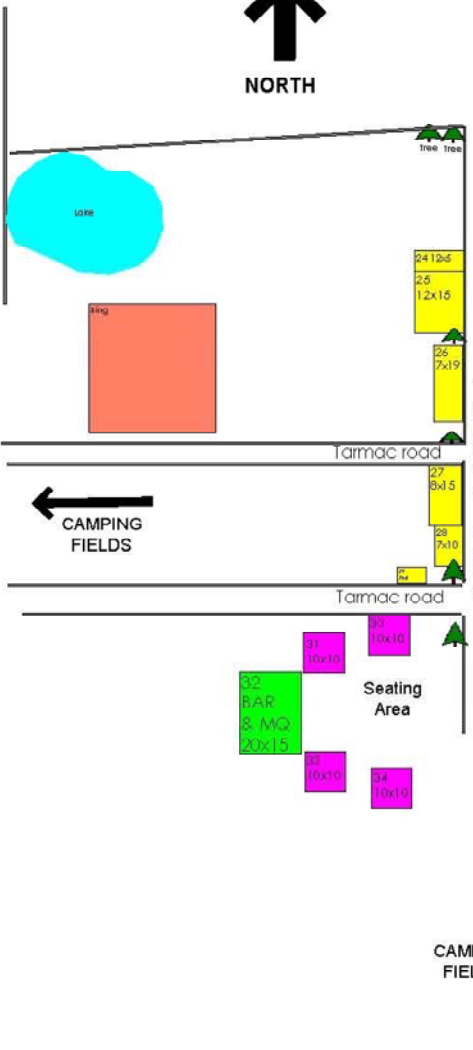 NORTH
tree tree
Lake
24 12x5
25
12x15
Ring
26
7x19
Tarmac road
27
8x15
CAMPING
FIELDS
28
7x10
Tarmac road
30
10x10
31
10x10
32
BAR
& MQ
20x15
Seating
Area
33
10x10
34
10x10
CAM
FIEL